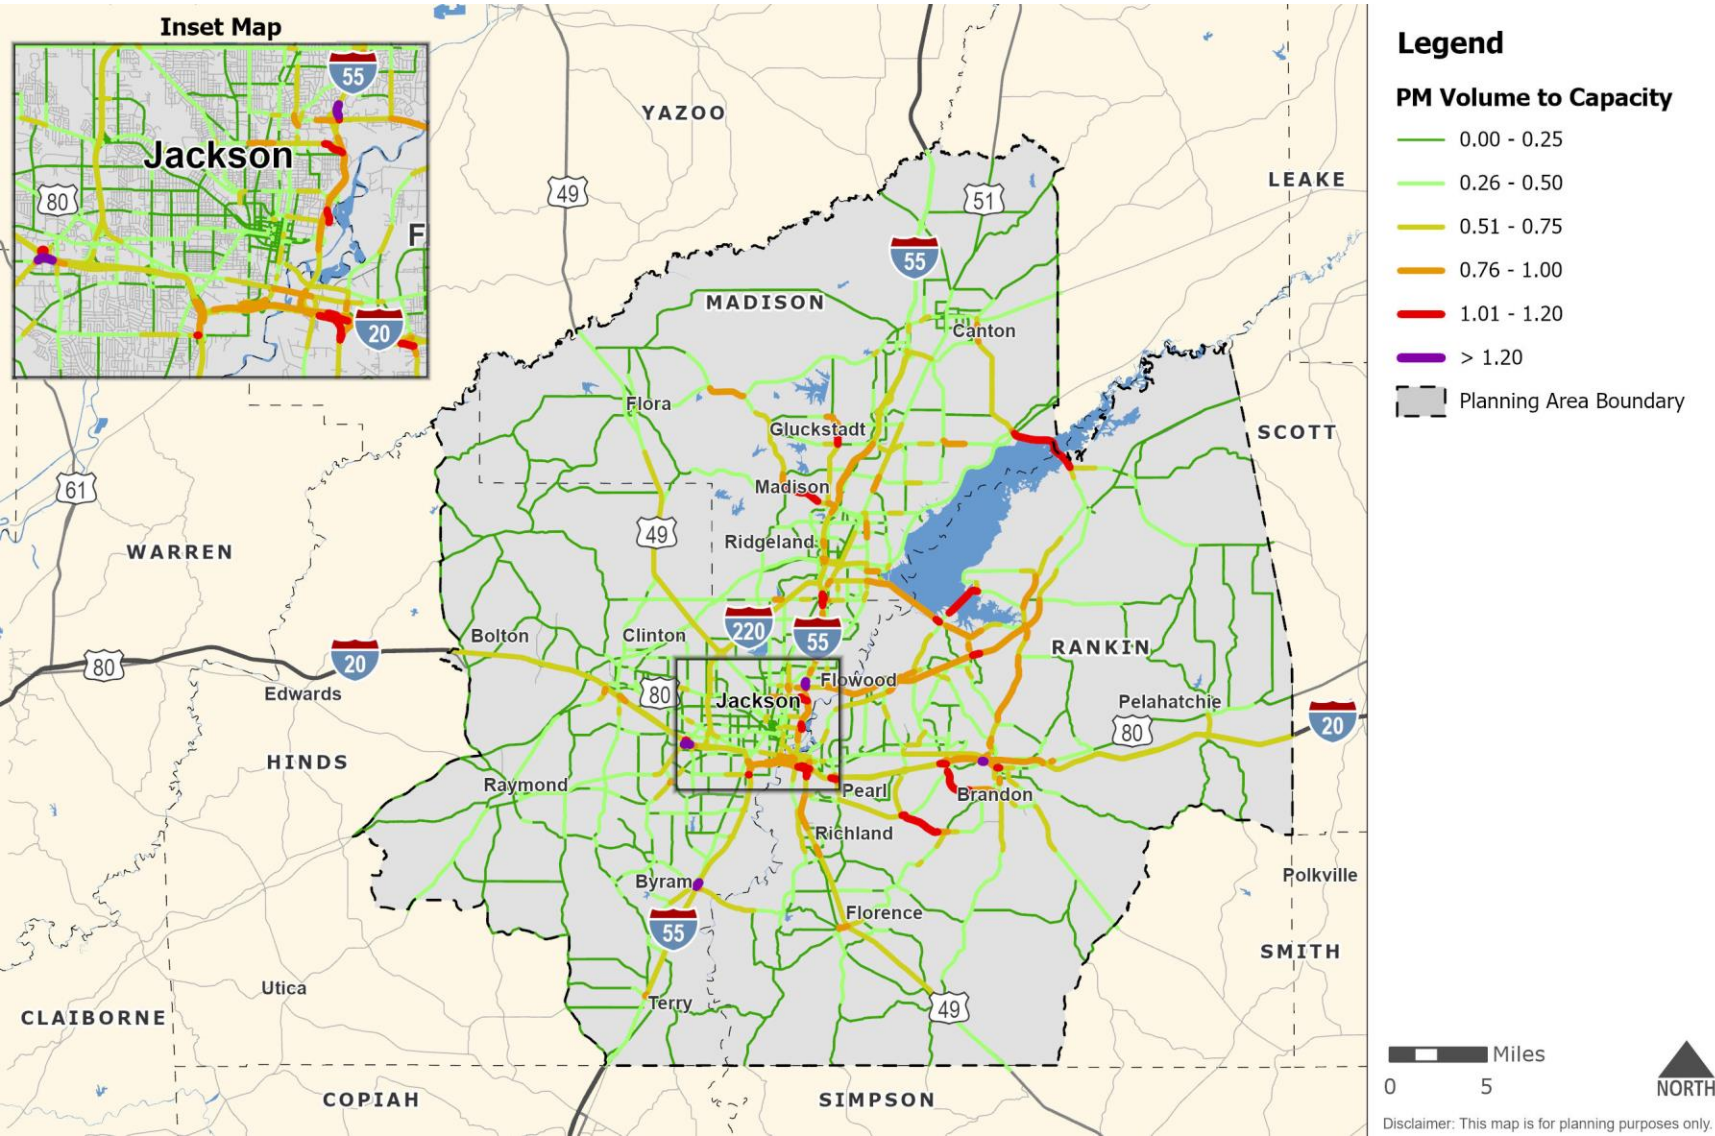 Inset Map
55
Jackson
80
F
20
YAZOO
49
51
LEAKE
55
MADISON
Canton
Flora
Gluckstadt
SCOTT
61
Madison
49
Ridgeland
WARREN
220
55
Bolton
Clinton
RANKIN
80
20
Edwards
80
Flowood
Jackson
Pelahatchie
80
20
HINDS
Raymond
Pearl
Brandon
Richland
Byram
Polkville
55
Florence
SMITH
Utica
Terry
49
CLAIBORNE
COPIAH
SIMPSON
Legend
PM Volume to Capacity
0.00 - 0.25
0.26 - 0.50
0.51 - 0.75
0.76 - 1.00
1.01 - 1.20
> 1.20
Planning Area Boundary
Miles
0 5
NORTH
Disclaimer: This map is for planning purposes only.